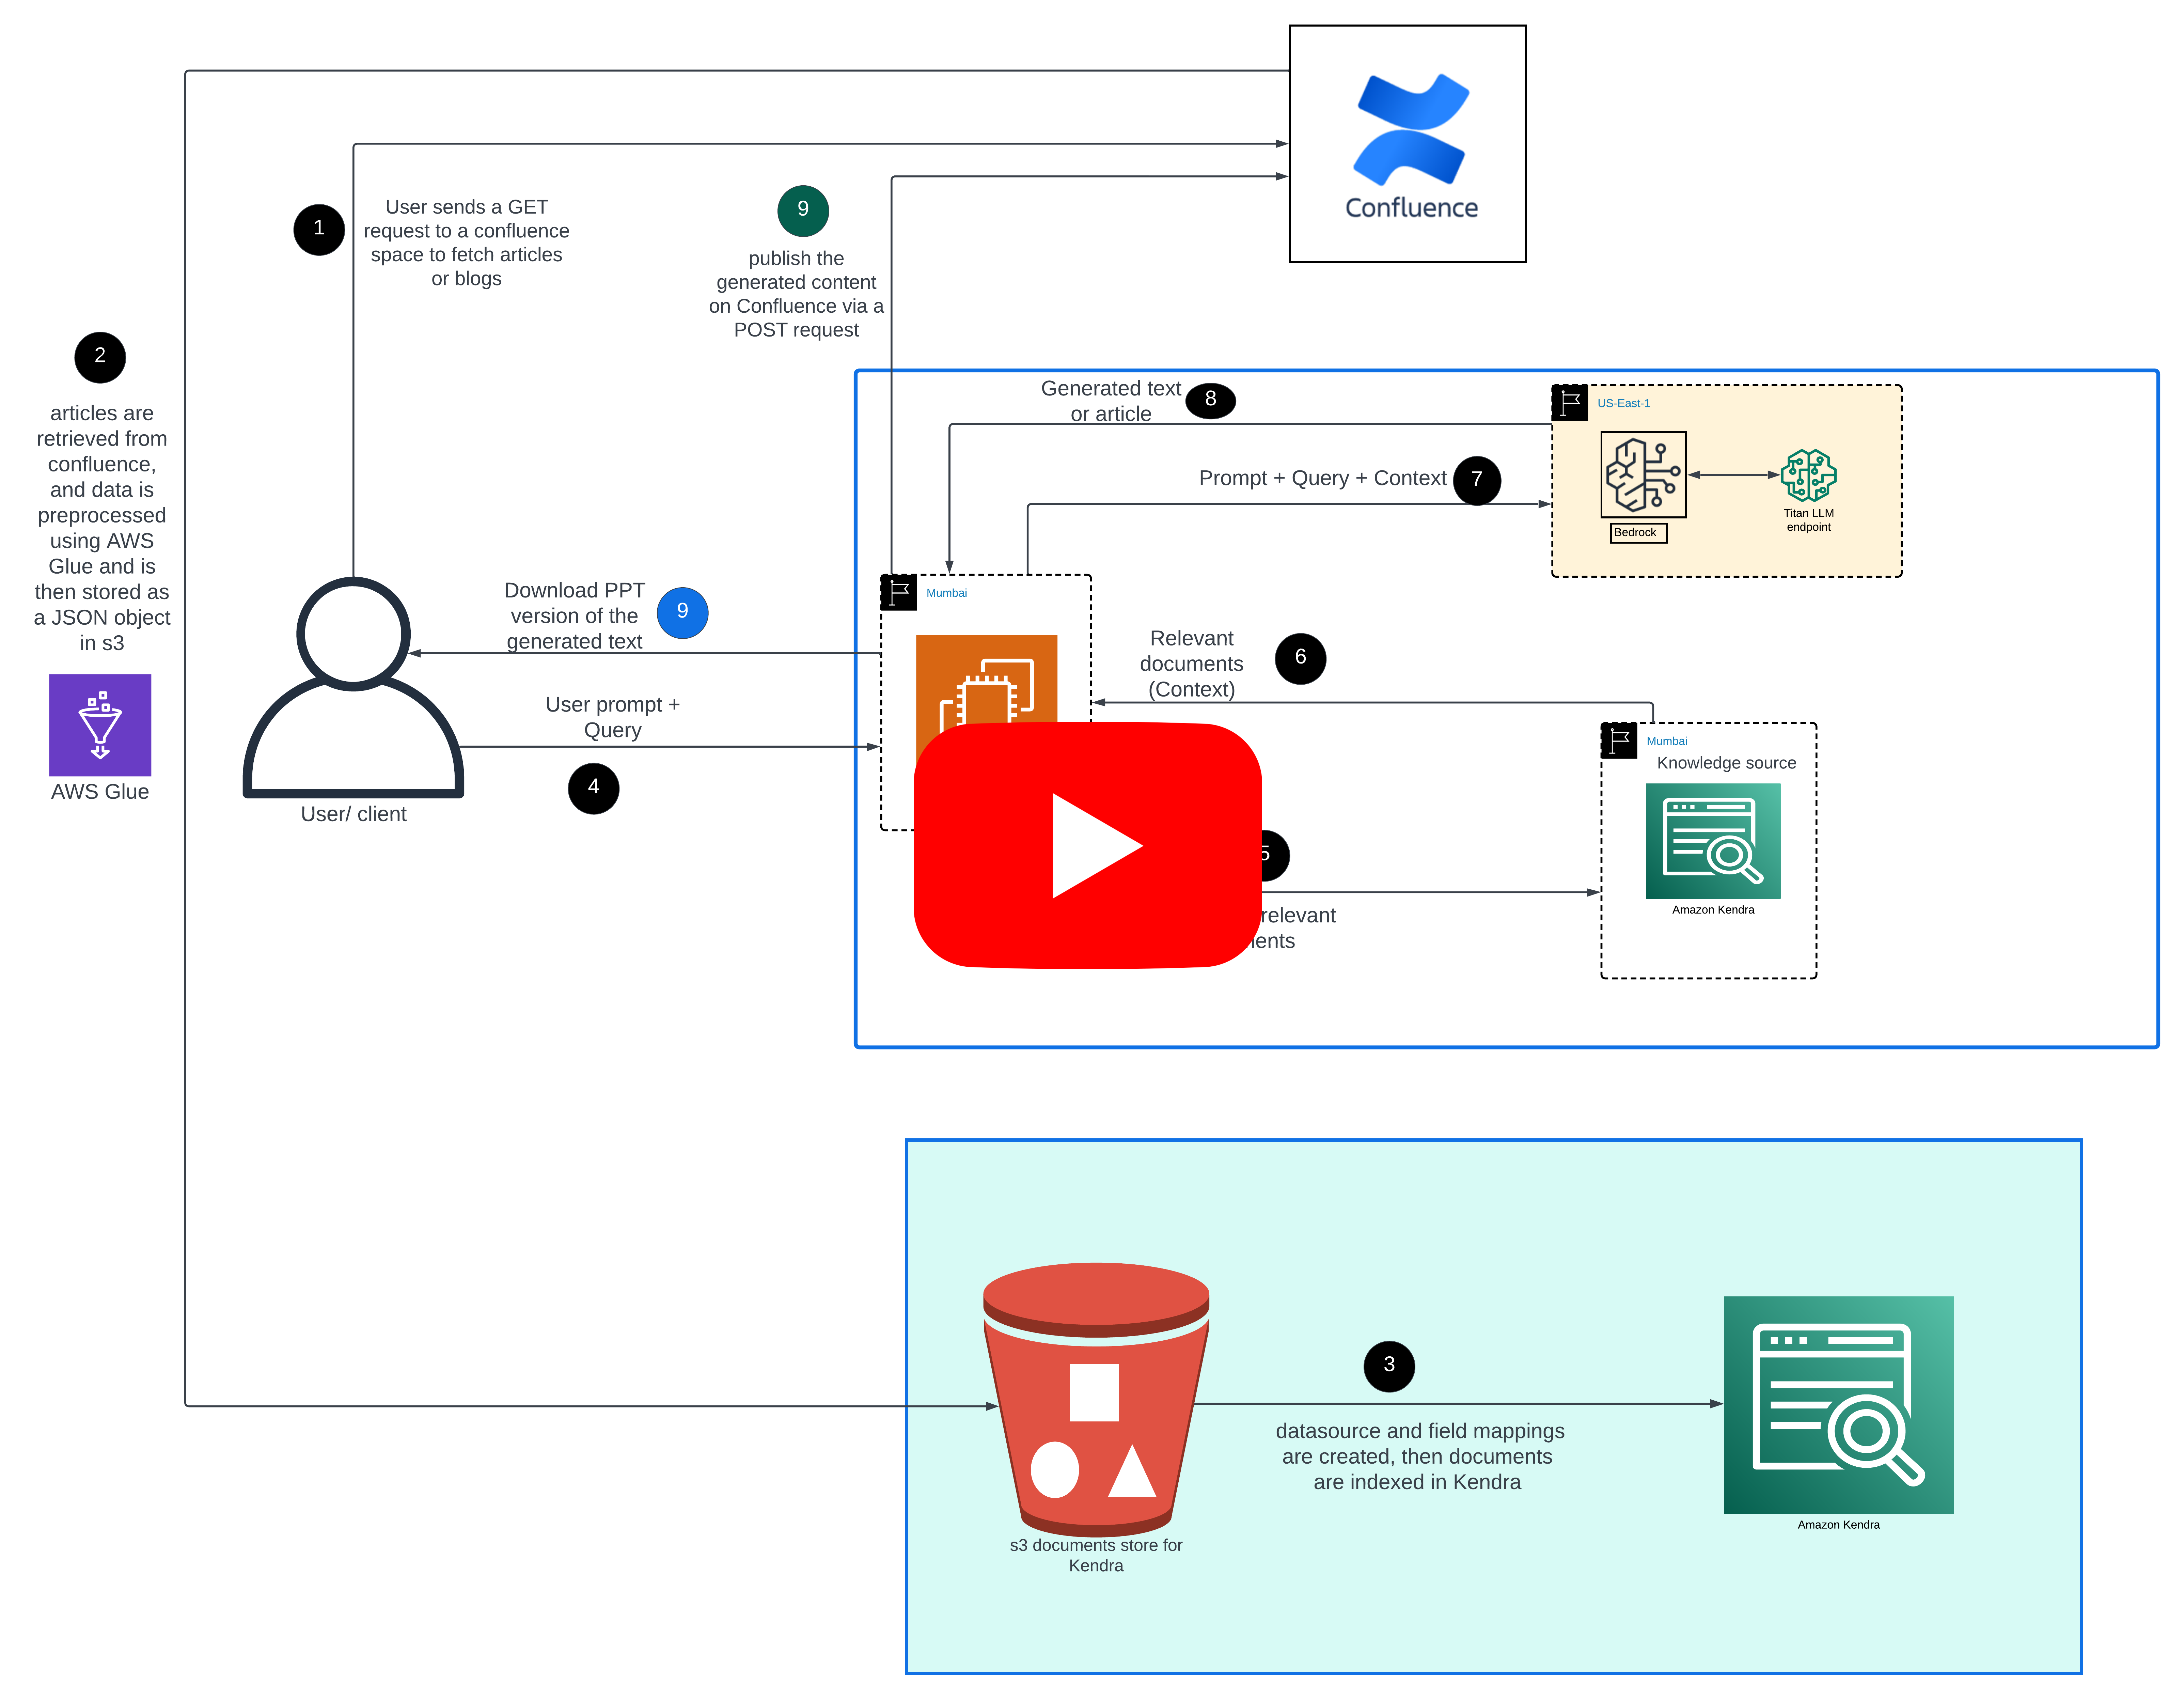 Confluence
1
User sends a GET
request to a confluence
space to fetch articles
or blogs
9
publish the
generated content
on Confluence via a
POST request
2
articles are
retrieved from
confluence,
and data is
preprocessed
using AWS
Glue and is
then stored as
a JSON object
in s3
AWS Glue
User/ client
Generated text
or article
8
Prompt + Query + Context
7
US-East-1
Bedrock
Titan LLM
endpoint
Download PPT
version of the
generated text
9
Mumbai
User prompt +
Query
4
Relevant
documents
(Context)
6
Mumbai
Knowledge source
Amazon Kendra
5
relevant
3
datasource and field mappings
are created, then documents
are indexed in Kendra
s3 documents store for
Kendra
Amazon Kendra